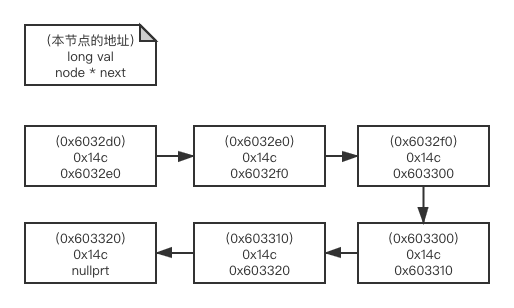 (本节点的地址)
long val
node * next
(0x6032d0)
0x14c
0x6032e0
(0x6032e0)
0x14c
0x6032f0
(0x6032f0)
0x14c
0x603300
(0x603320)
0x14c
nullprt
(0x603310)
0x14c
0x603320
(0x603300)
0x14c
0x603310